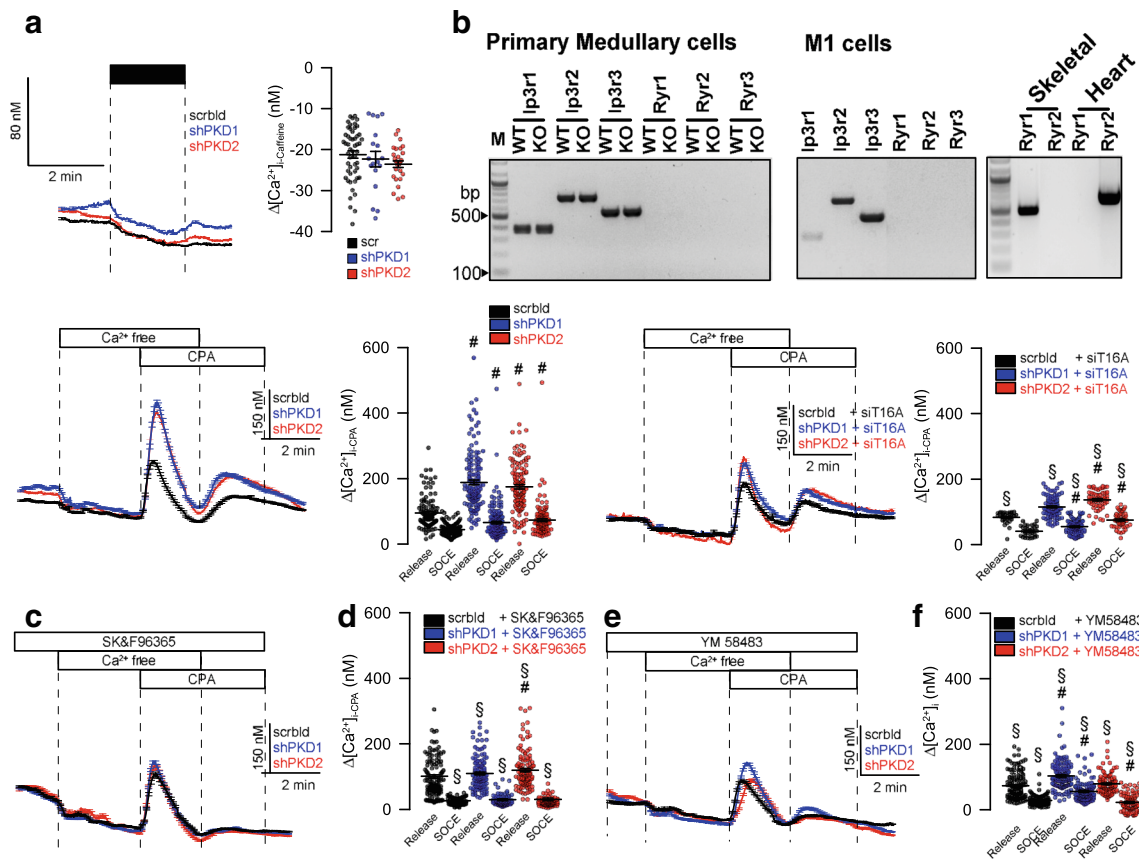 a
80 nM
2 min
scrbld
shPKD1
shPKD2
Δ[Ca²⁺]i-Caffeine (nM)
0
-10
-20
-30
-40
scr
shPKD1
shPKD2
b
Primary Medullary cells
M1 cells
Skeletal
Heart
Ip3r1
Ip3r2
Ip3r3
Ryr1
Ryr2
Ryr3
M
WT
KO
WT
KO
WT
KO
WT
KO
WT
KO
WT
KO
bp
500
100
Ip3r1
Ip3r2
Ip3r3
Ryr1
Ryr2
Ryr3
Ryr1
Ryr2
Ryr1
Ryr2
Ca²⁺ free
CPA
150 nM
scrbld
shPKD1
shPKD2
2 min
scrbld
shPKD1
shPKD2
Δ[Ca²⁺]i-CPA (nM)
600
400
200
0
# # # #
Release
SOCE
Release
SOCE
Release
SOCE
Ca²⁺ free
CPA
150 nM
scrbld + siT16A
shPKD1 + siT16A
shPKD2 + siT16A
2 min
scrbld + siT16A
shPKD1 + siT16A
shPKD2 + siT16A
Δ[Ca²⁺]i-CPA (nM)
600
400
200
0
§ § § # § # § #
Release
SOCE
Release
SOCE
Release
SOCE
c
SK&F96365
Ca²⁺ free
CPA
150 nM
scrbld
shPKD1
shPKD2
2 min
d
scrbld + SK&F96365
shPKD1 + SK&F96365
shPKD2 + SK&F96365
Δ[Ca²⁺]i-CPA (nM)
600
400
200
0
§ § § § # §
Release
SOCE
Release
SOCE
Release
SOCE
e
YM 58483
Ca²⁺ free
CPA
150 nM
scrbld
shPKD1
shPKD2
2 min
f
scrbld + YM58483
shPKD1 + YM58483
shPKD2 + YM58483
Δ[Ca²⁺]i (nM)
600
400
200
0
§ § § # § # § § #
Release
SOCE
Release
SOCE
Release
SOCE